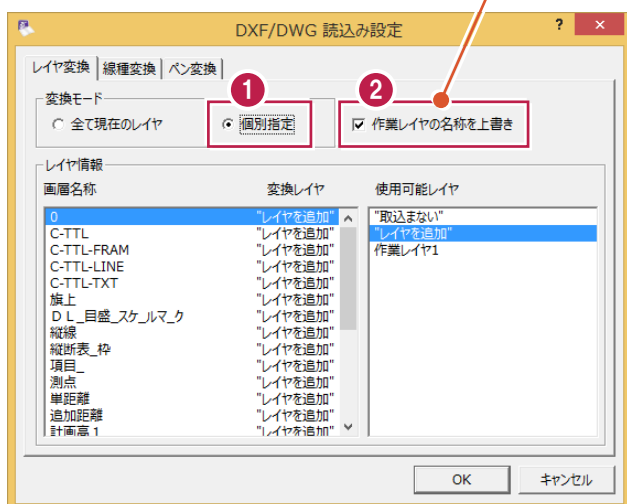 DXF/DWG 読込み設定
? ×
レイヤ変換 線種変換 ペン変換
1 2
変換モード
全て現在のレイヤ 個別指定 作業レイヤの名称を上書き
レイヤ情報
画層名称 変換レイヤ 使用可能レイヤ
0 "レイヤを追加" "取込まない"
C-TTL "レイヤを追加" "レイヤを追加"
C-TTL-FRAM "レイヤを追加" 作業レイヤ1
C-TTL-LINE "レイヤを追加"
C-TTL-TXT "レイヤを追加"
旗上 "レイヤを追加"
ＤＬ_目盛_スケールマーク "レイヤを追加"
縦線 "レイヤを追加"
縦断表_枠 "レイヤを追加"
項目_ "レイヤを追加"
測点 "レイヤを追加"
単距離 "レイヤを追加"
追加距離 "レイヤを追加"
計画高１ "レイヤを追加"
OK キャンセル